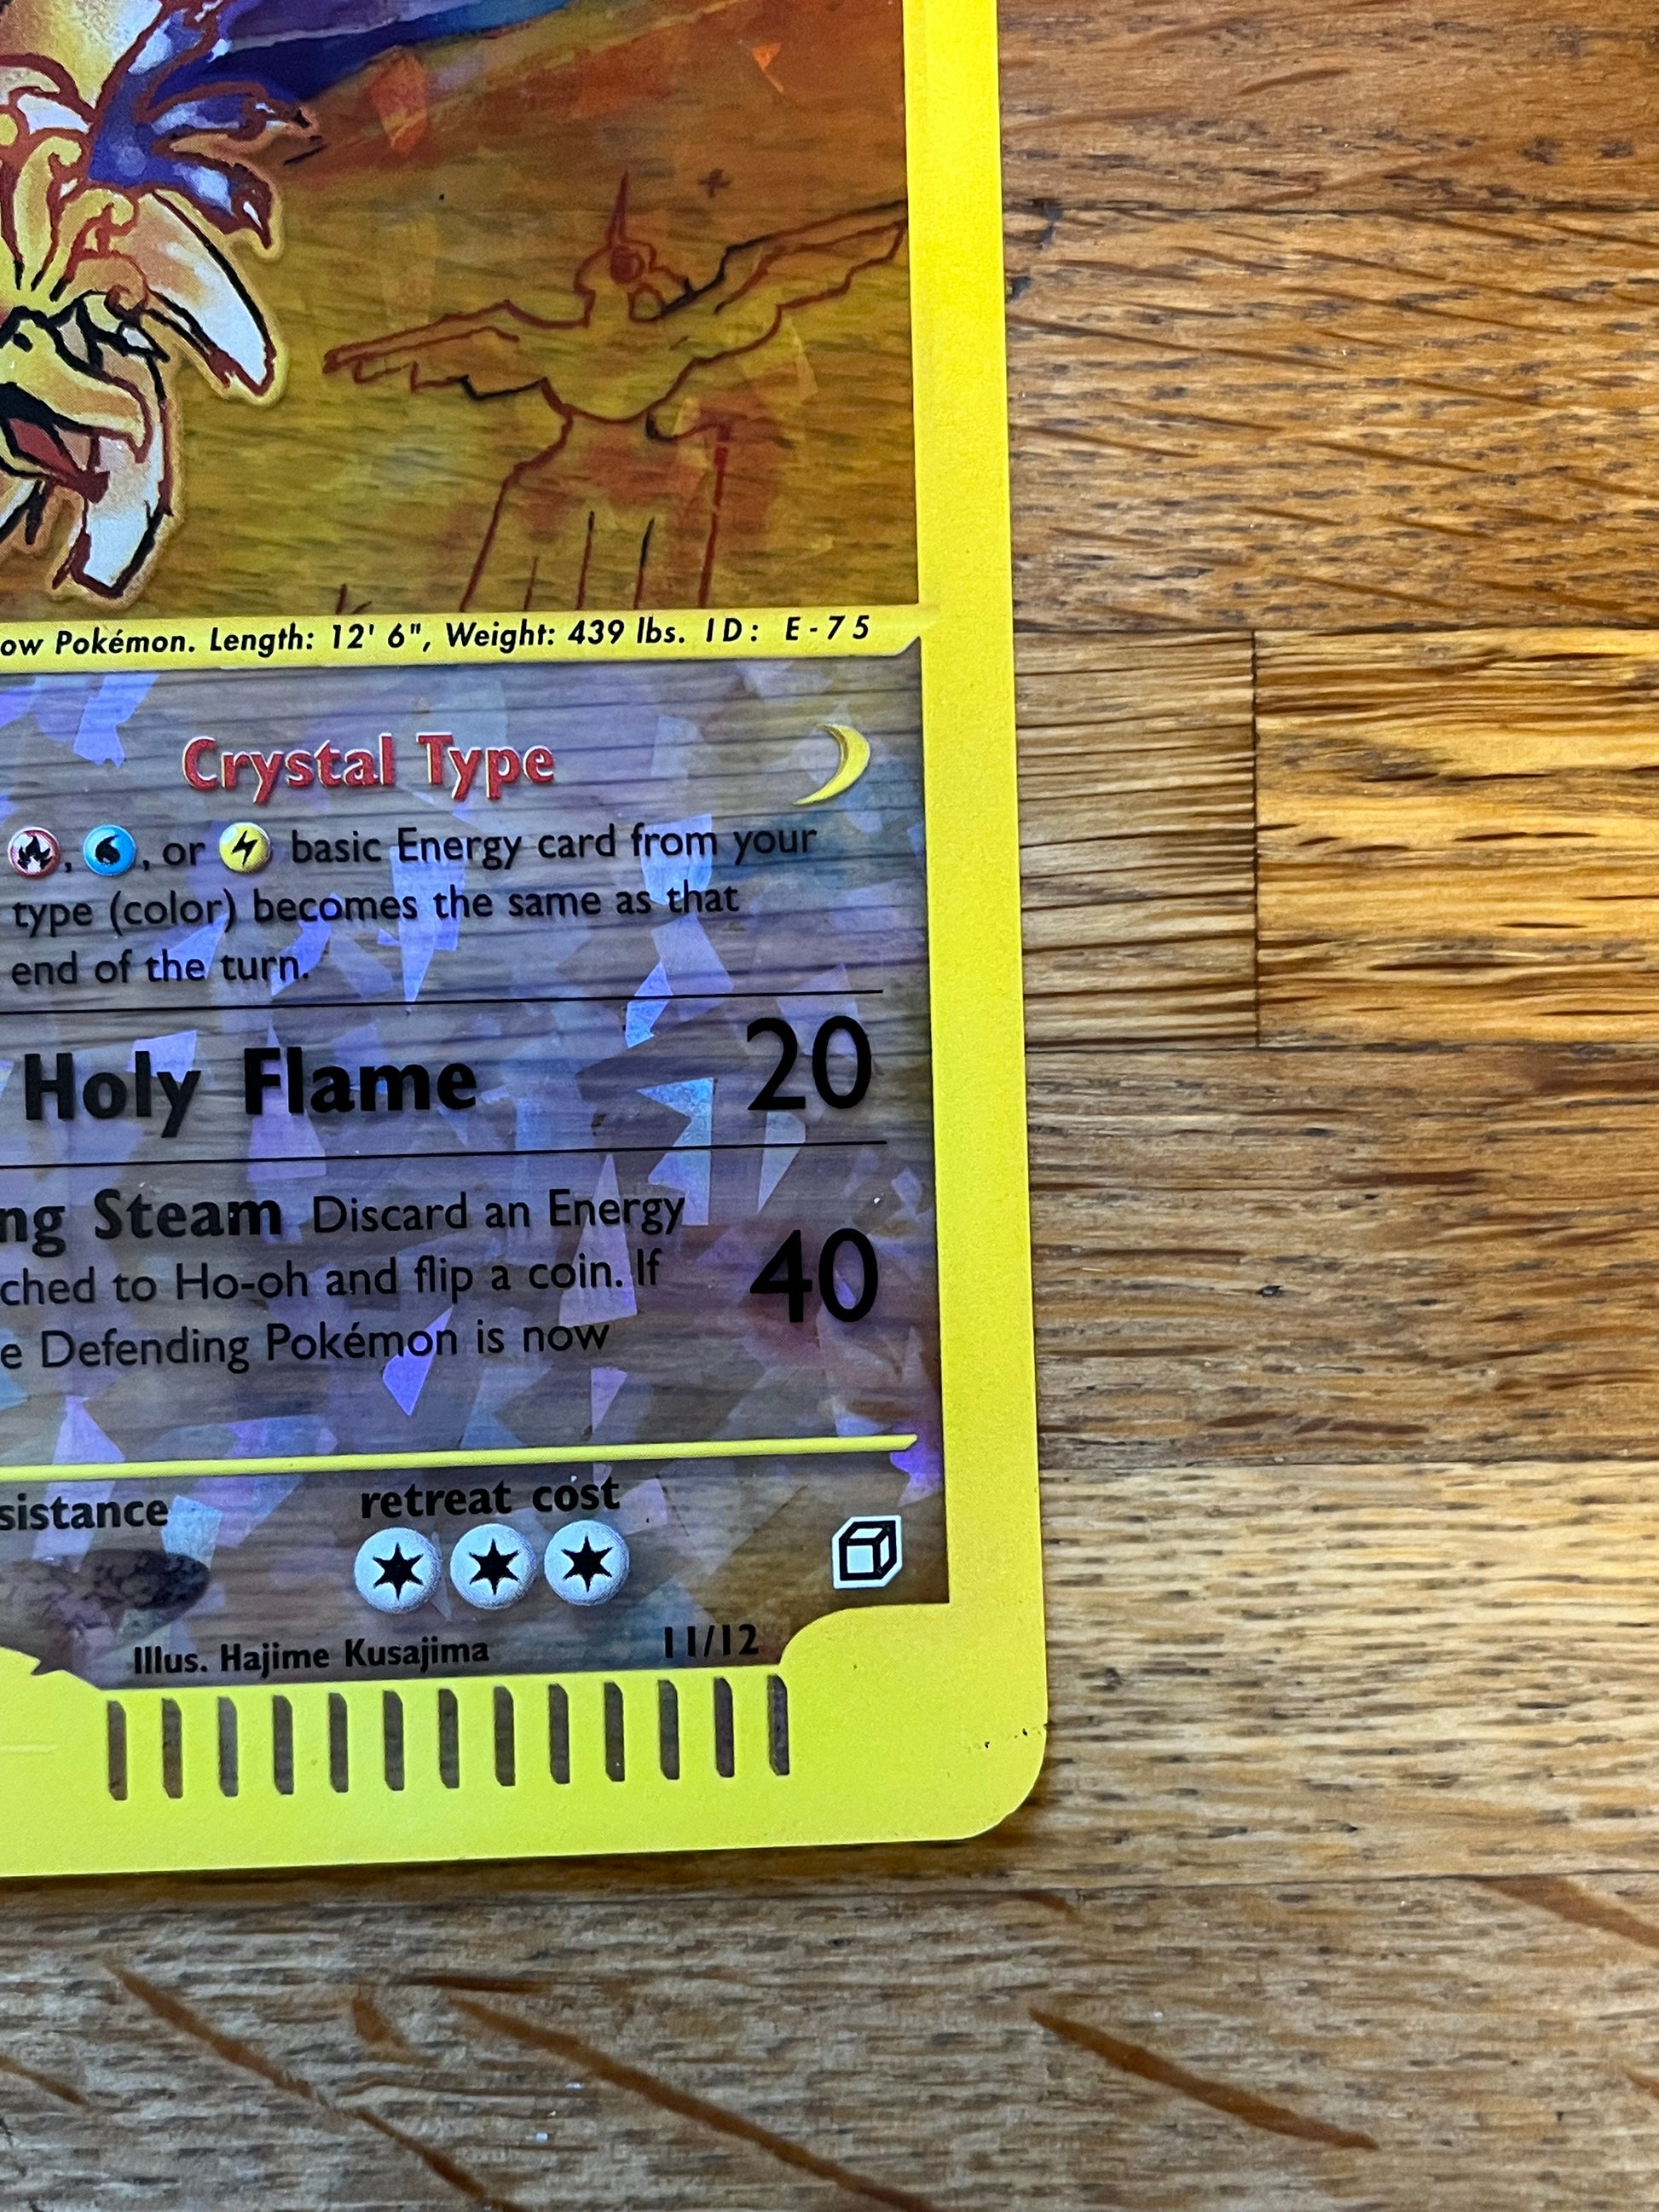 ow Pokémon. Length: 12' 6", Weight: 439 lbs. ID: E-75
Crystal Type
, , or basic Energy card from your
type (color) becomes the same as that
end of the turn.
Holy Flame 20
ng Steam Discard an Energy
ched to Ho-oh and flip a coin. If 40
e Defending Pokémon is now
sistance retreat cost
Illus. Hajime Kusajima 11/12